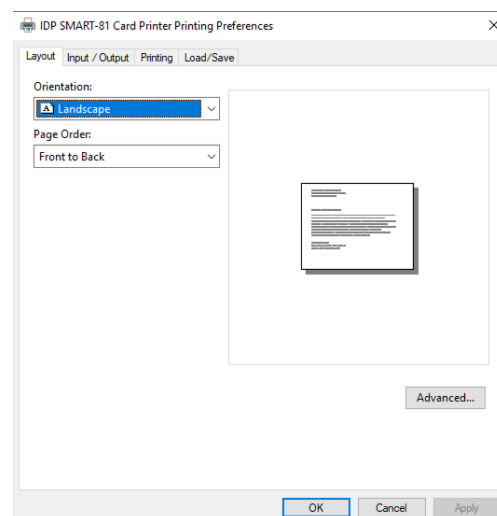 IDP SMART-81 Card Printer Printing Preferences
Layout Input / Output Printing Load/Save
Orientation:
A Landscape
Page Order:
Front to Back
Advanced...
OK Cancel Apply